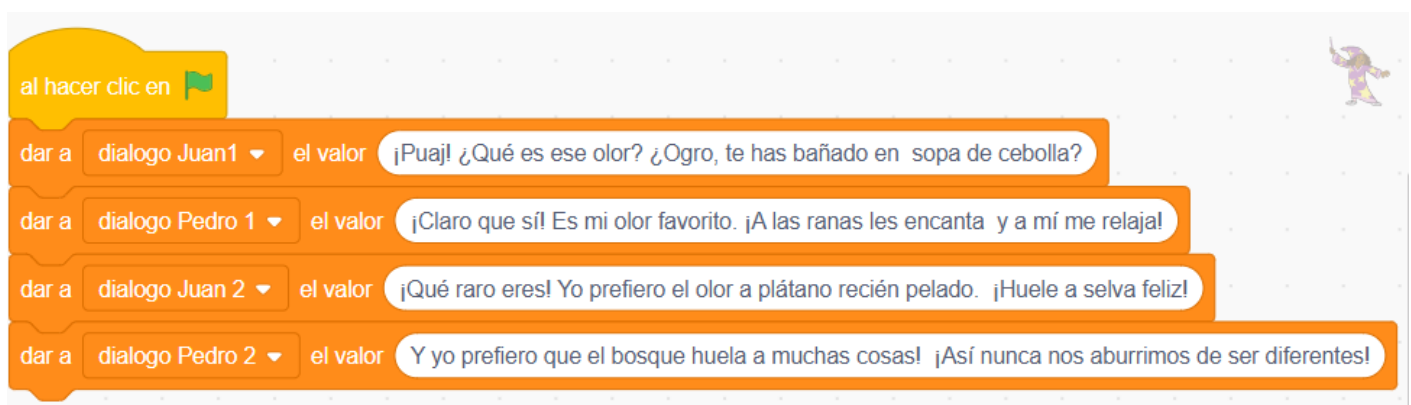 al hacer clic en
dar a dialogo Juan1 el valor ¡Puaj! ¿Qué es ese olor? ¿Ogro, te has bañado en sopa de cebolla?
dar a dialogo Pedro 1 el valor ¡Claro que sí! Es mi olor favorito. ¡A las ranas les encanta y a mí me relaja!
dar a dialogo Juan 2 el valor ¡Qué raro eres! Yo prefiero el olor a plátano recién pelado. ¡Huele a selva feliz!
dar a dialogo Pedro 2 el valor Y yo prefiero que el bosque huela a muchas cosas! ¡Así nunca nos aburrimos de ser diferentes!